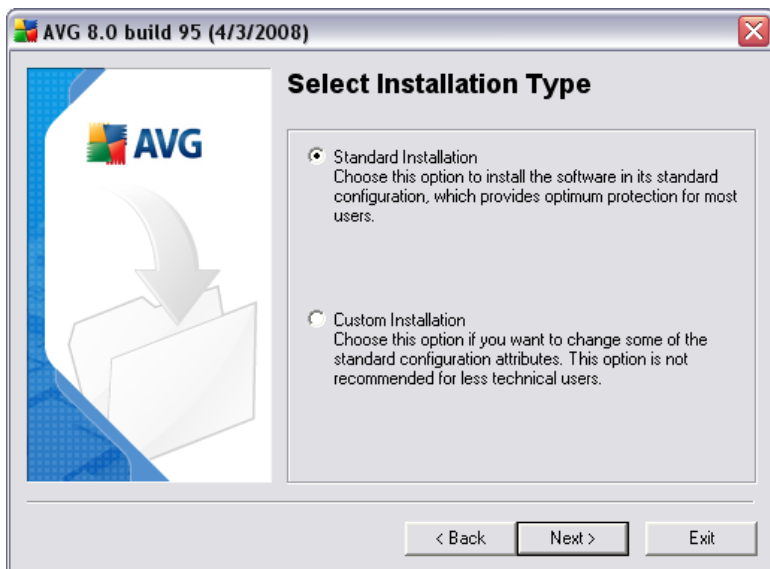 AVG 8.0 build 95 (4/3/2008)
Select Installation Type
AVG
Standard Installation
Choose this option to install the software in its standard
configuration, which provides optimum protection for most
users.
Custom Installation
Choose this option if you want to change some of the
standard configuration attributes. This option is not
recommended for less technical users.
< Back
Next >
Exit